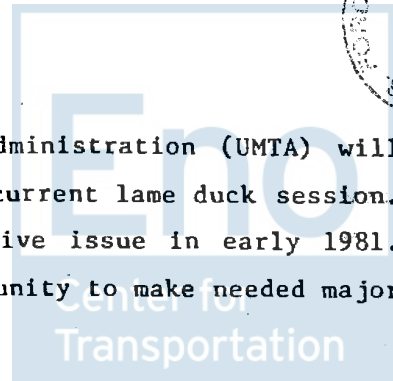 dministration (UMTA) will
current lame duck session.
ive issue in early 1981.
unity to make needed major
Eno
Center for
Transportation